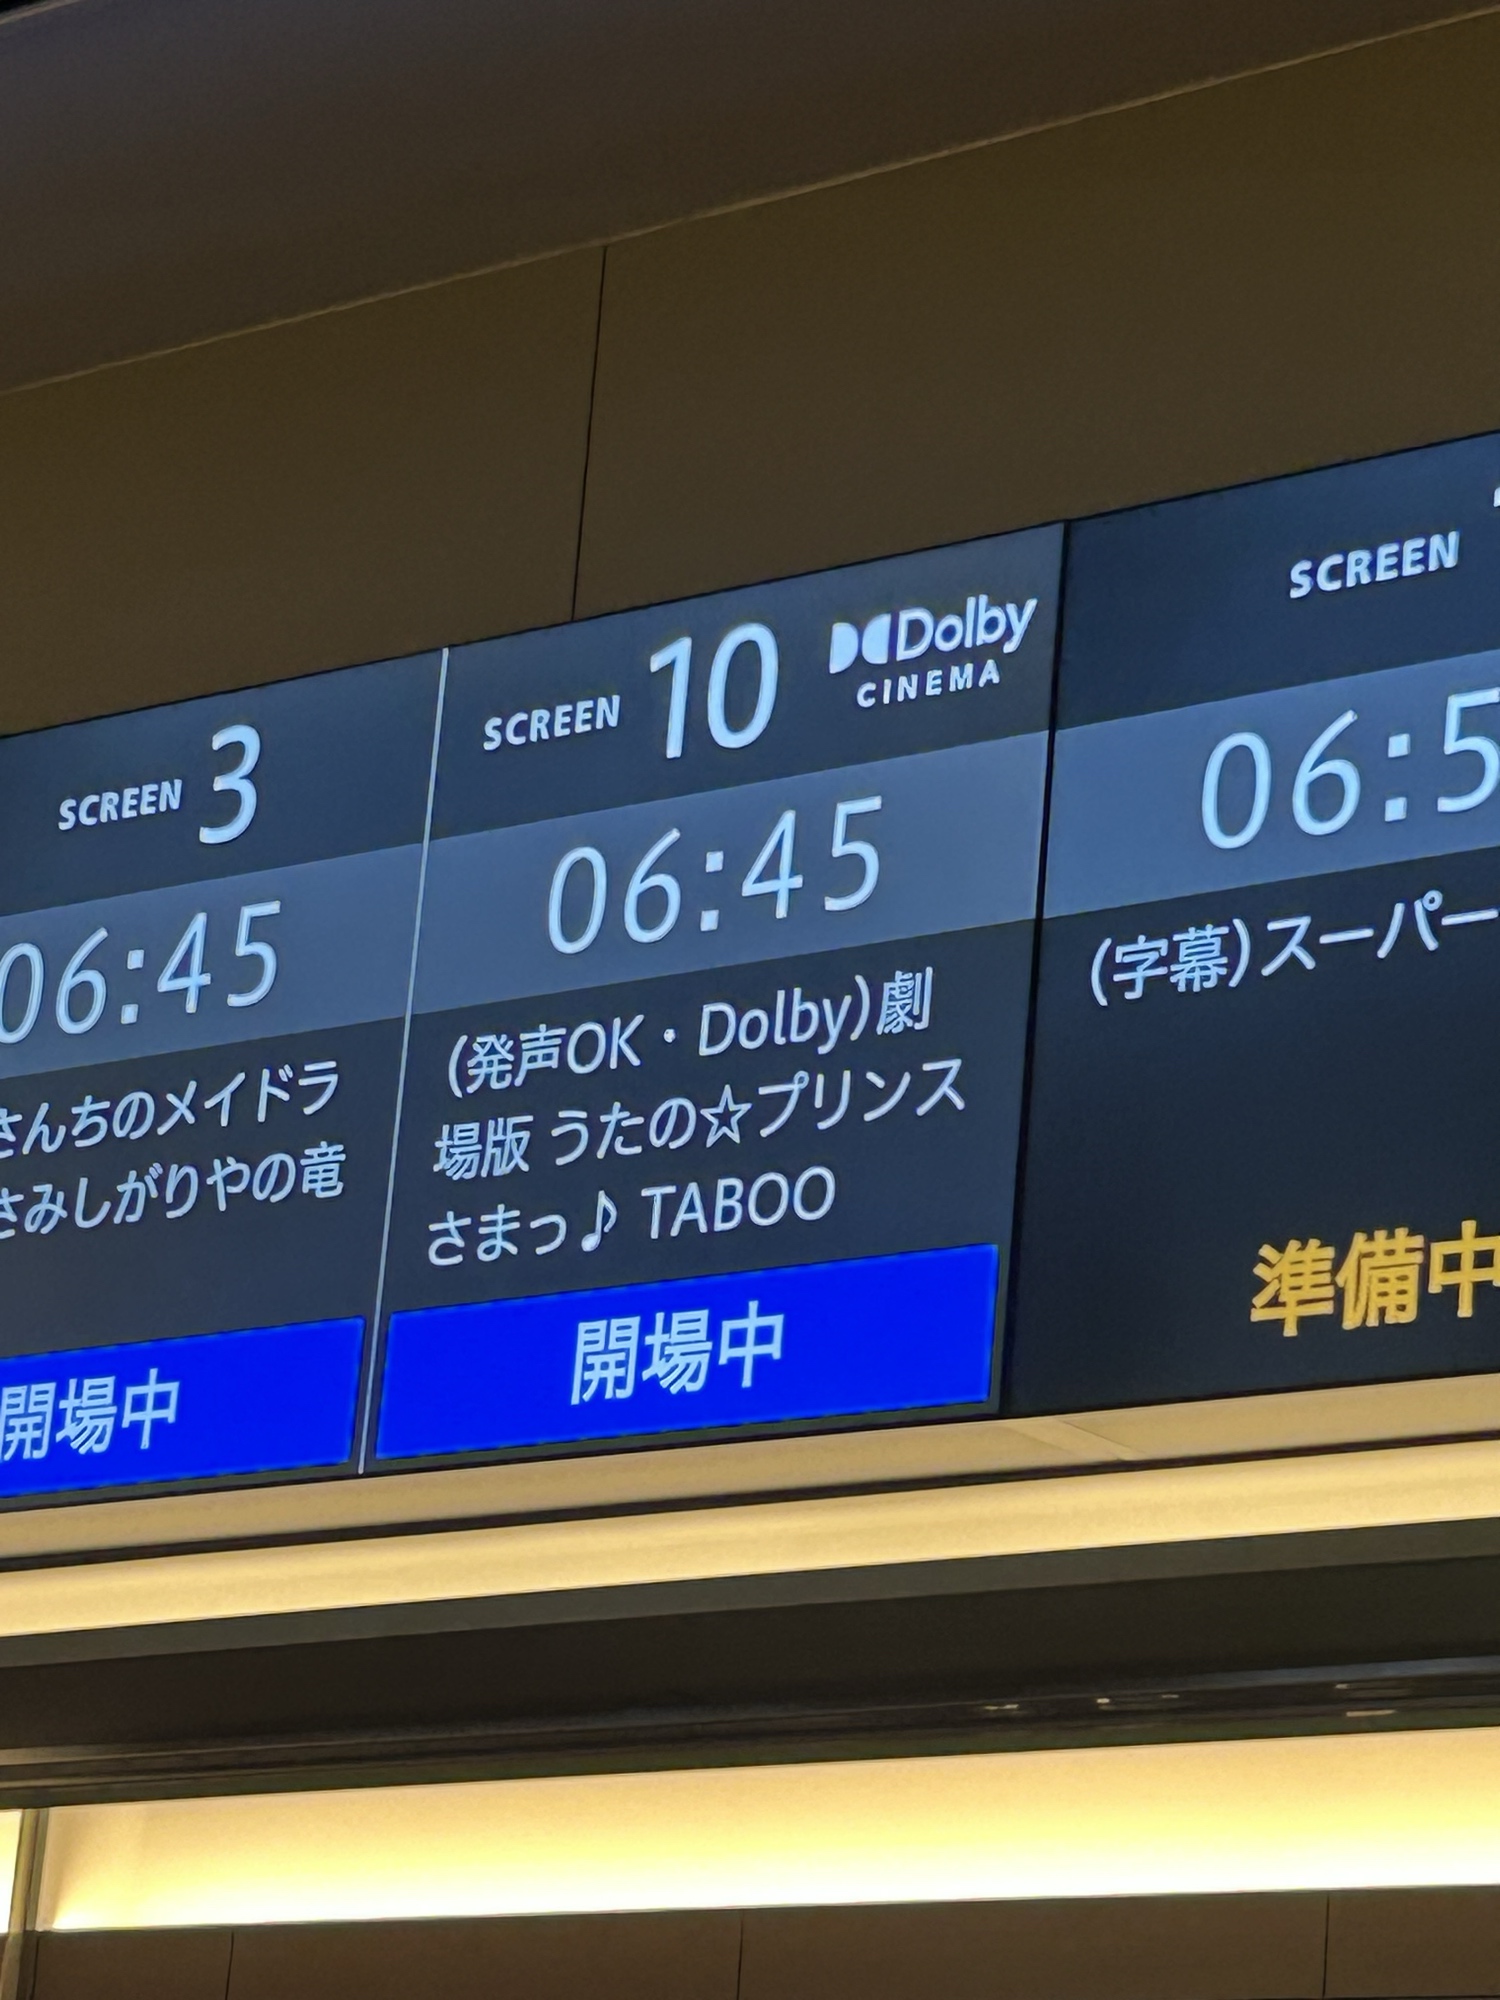 SCREEN 3
06:45
さんちのメイドラ
さみしがりやの竜
開場中
SCREEN 10 Dolby
CINEMA
06:45
(発声OK・Dolby)劇
場版 うたの☆プリンス
さまっ♪ TABOO
開場中
SCREEN
06:5
(字幕)スーパー
準備中